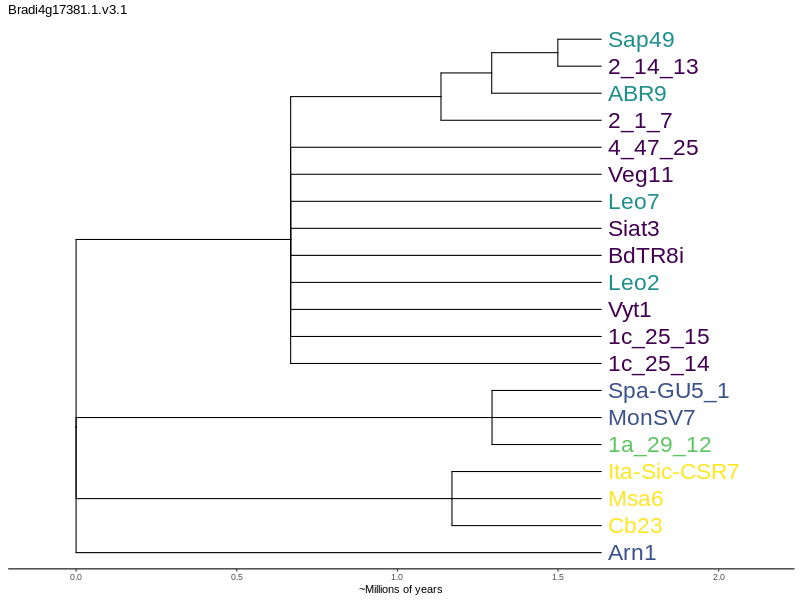 Bradi4g17381.1.v3.1
Sap49
2_14_13
ABR9
2_1_7
4_47_25
Veg11
Leo7
Siat3
BdTR8i
Leo2
Vyt1
1c_25_15
1c_25_14
Spa-GU5_1
MonSV7
1a_29_12
Ita-Sic-CSR7
Msa6
Cb23
Arn1
0.0 0.5 1.0 1.5 2.0
~Millions of years